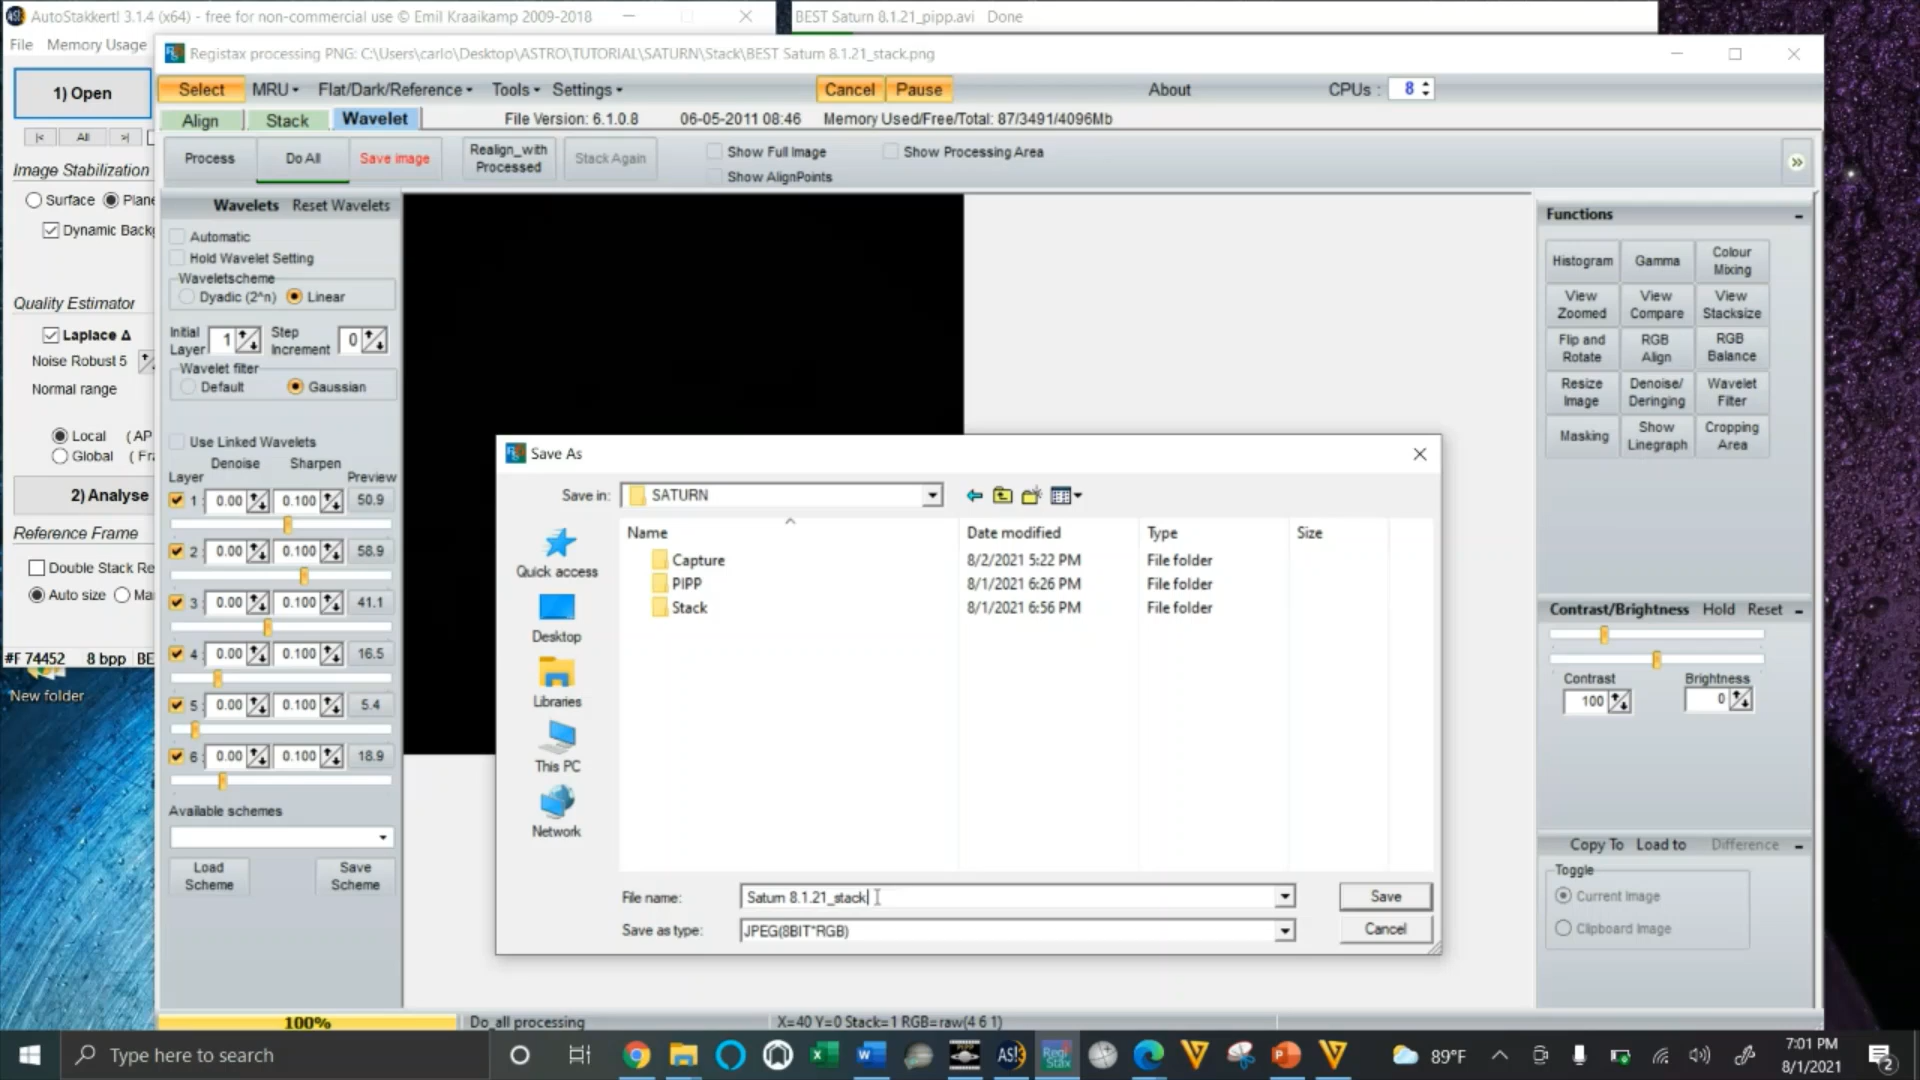 AutoStakkert! 3.1.4 (x64) - free for non-commercial use © Emil Kraaikamp 2009-2018
BEST Saturn 8.1.21_pipp.avi Done
File Memory Usage
Registax processing PNG: C:\Users\carlo\Desktop\ASTRO\TUTORIAL\SATURN\Stack\BEST Saturn 8.1.21_stack.png
1) Open
Select MRU Flat/Dark/Reference Tools Settings Cancel Pause About CPUs : 8
Align Stack Wavelet File Version: 6.1.0.8 06-05-2011 08:46 Memory Used/Free/Total: 87/3491/4096Mb
|< All >|
Process Do All Save image Realign_with Processed Stack Again
Show Full Image Show Processing Area
Show AlignPoints
Image Stabilization
Surface Plane
Dynamic Backg
Quality Estimator
Laplace Δ
Noise Robust 5
Normal range
Local (AP
Global (Fra
2) Analyse
Reference Frame
Double Stack Re
Auto size Ma
#F 74452 8 bpp BE
New folder
Wavelets Reset Wavelets
Automatic
Hold Wavelet Setting
Waveletscheme
Dyadic (2^n) Linear
Initial Layer 1 Step Increment 0
Wavelet filter
Default Gaussian
Use Linked Wavelets
Denoise Sharpen
Layer Preview
1 : 0.00 0.100 50.9
2 : 0.00 0.100 58.9
3 : 0.00 0.100 41.1
4 : 0.00 0.100 16.5
5 : 0.00 0.100 5.4
6 : 0.00 0.100 18.9
Available schemes
Load Scheme
Save Scheme
Save As
Save in: SATURN
Name Date modified Type Size
Capture 8/2/2021 5:22 PM File folder
PIPP 8/1/2021 6:26 PM File folder
Stack 8/1/2021 6:56 PM File folder
Quick access
Desktop
Libraries
This PC
Network
File name: Saturn 8.1.21_stack Save
Save as type: JPEG(8BIT*RGB) Cancel
Functions
Histogram Gamma Colour Mixing
View Zoomed View Compare View Stacksize
Flip and Rotate RGB Align RGB Balance
Resize Image Denoise/ Deringing Wavelet Filter
Masking Show Linegraph Cropping Area
Contrast/Brightness Hold Reset
Contrast Brightness
100 0
Copy To Load to Difference
Toggle
Current Image
Clipboard Image
100% Do_all processing X=40 Y=0 Stack=1 RGB=raw(4 6 1)
Type here to search
89°F
7:01 PM
8/1/2021
2